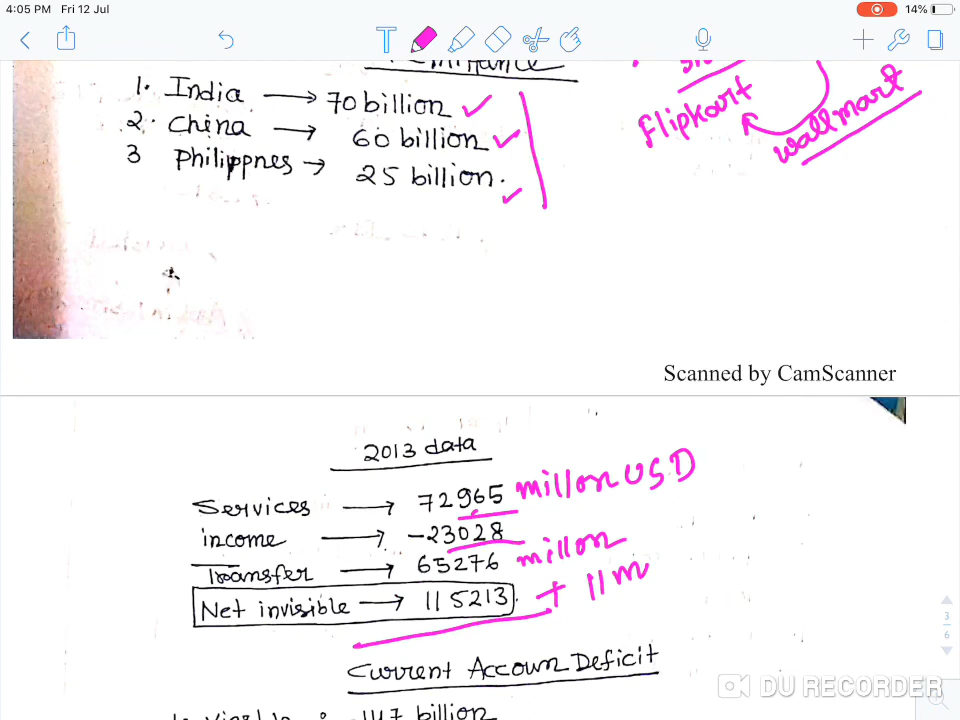 4:05 PM Fri 12 Jul
14%
T
1. India → 70 billion
2. China → 60 billion
3 Philippnes → 25 billion.
flipkart
wallmart
Scanned by CamScanner
2013 data
Services → 72965 millon USD
income → -23028
Transfer → 65276 millon
Net invisible → 115213 + 11m
Current Accoun Deficit
3
6
DU RECORDER